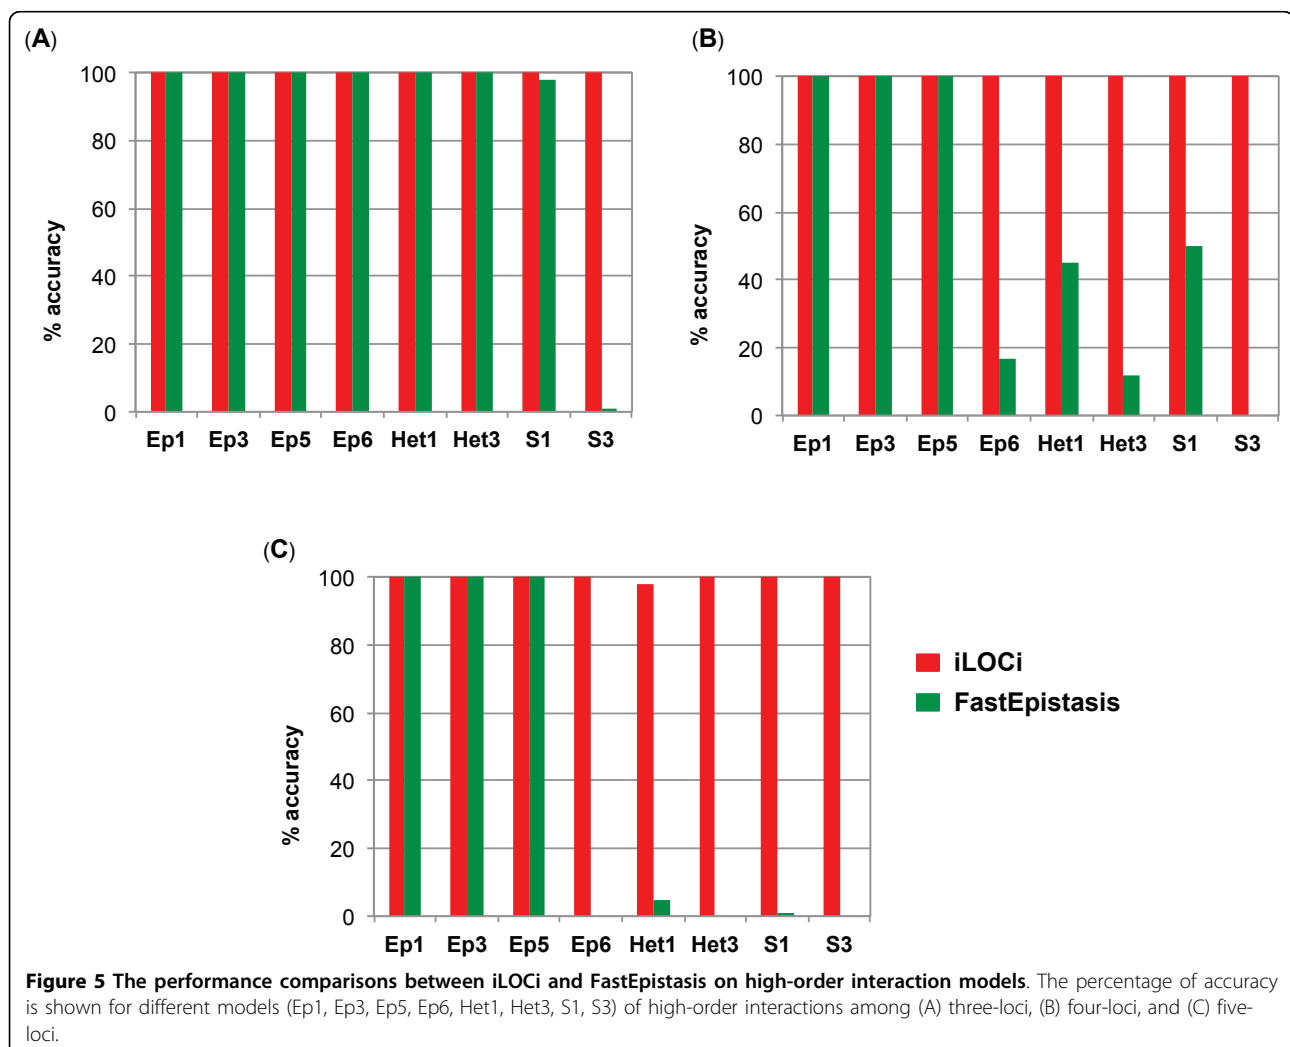 (A)
100
80
60
40
20
0
% accuracy
Ep1 Ep3 Ep5 Ep6 Het1 Het3 S1 S3
(B)
100
80
60
40
20
0
% accuracy
Ep1 Ep3 Ep5 Ep6 Het1 Het3 S1 S3
(C)
100
80
60
40
20
0
% accuracy
Ep1 Ep3 Ep5 Ep6 Het1 Het3 S1 S3
iLOCi
FastEpistasis
Figure 5 The performance comparisons between iLOCi and FastEpistasis on high-order interaction models. The percentage of accuracy
is shown for different models (Ep1, Ep3, Ep5, Ep6, Het1, Het3, S1, S3) of high-order interactions among (A) three-loci, (B) four-loci, and (C) five-
loci.